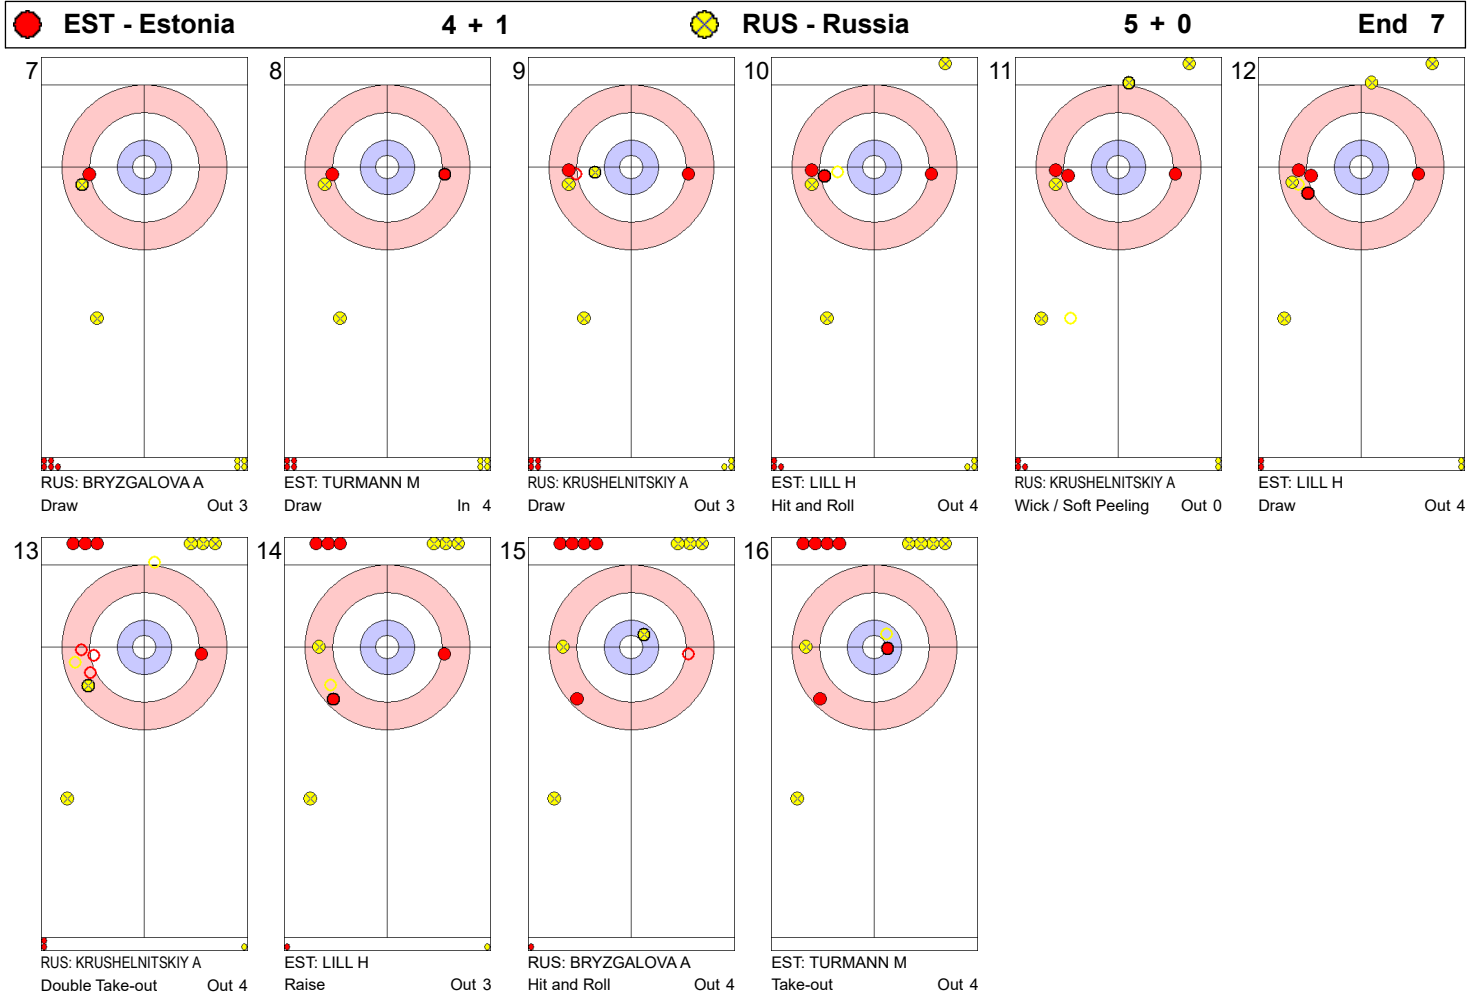 EST - Estonia 4 + 1 RUS - Russia 5 + 0 End 7
7 8 9 10 11 12
RUS: BRYZGALOVA A
Draw Out 3
EST: TURMANN M
Draw In 4
RUS: KRUSHELNITSKIY A
Draw Out 3
EST: LILL H
Hit and Roll Out 4
RUS: KRUSHELNITSKIY A
Wick / Soft Peeling Out 0
EST: LILL H
Draw Out 4
13 14 15 16
RUS: KRUSHELNITSKIY A
Double Take-out Out 4
EST: LILL H
Raise Out 3
RUS: BRYZGALOVA A
Hit and Roll Out 4
EST: TURMANN M
Take-out Out 4